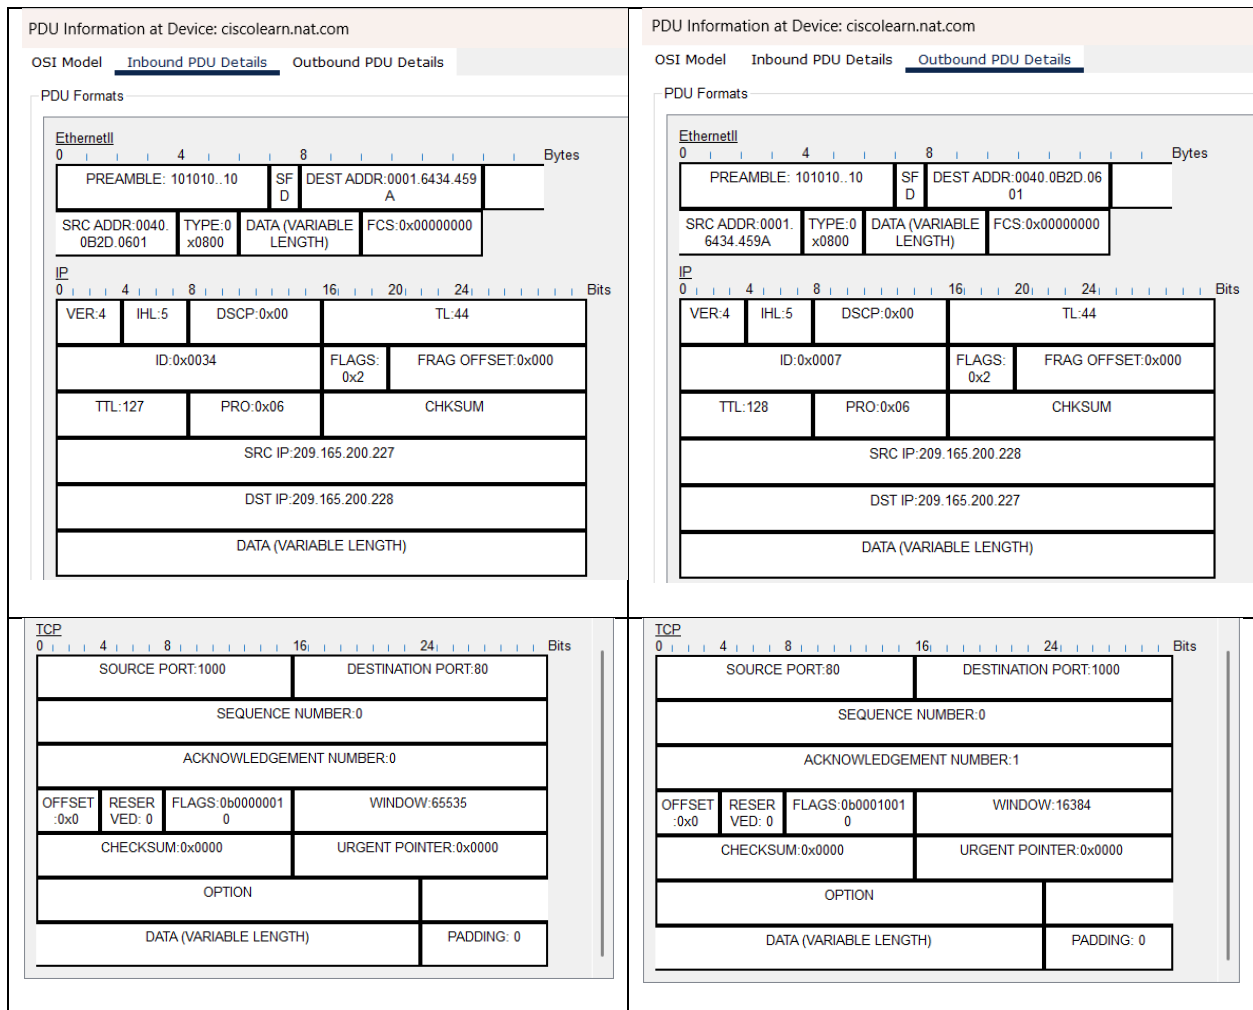 PDU Information at Device: ciscolearn.nat.com
OSI Model Inbound PDU Details Outbound PDU Details
PDU Formats
EthernetII
0 4 8 Bytes
PREAMBLE: 101010..10 SF DEST ADDR:0001.6434.459
D A
SRC ADDR:0040. TYPE:0 DATA (VARIABLE FCS:0x00000000
0B2D.0601 x0800 LENGTH)
IP
0 4 8 16 20 24 Bits
VER:4 IHL:5 DSCP:0x00 TL:44
ID:0x0034 FLAGS: FRAG OFFSET:0x000
0x2
TTL:127 PRO:0x06 CHKSUM
SRC IP:209.165.200.227
DST IP:209.165.200.228
DATA (VARIABLE LENGTH)
PDU Information at Device: ciscolearn.nat.com
OSI Model Inbound PDU Details Outbound PDU Details
PDU Formats
EthernetII
0 4 8 Bytes
PREAMBLE: 101010..10 SF DEST ADDR:0040.0B2D.06
D 01
SRC ADDR:0001. TYPE:0 DATA (VARIABLE FCS:0x00000000
6434.459A x0800 LENGTH)
IP
0 4 8 16 20 24 Bits
VER:4 IHL:5 DSCP:0x00 TL:44
ID:0x0007 FLAGS: FRAG OFFSET:0x000
0x2
TTL:128 PRO:0x06 CHKSUM
SRC IP:209.165.200.228
DST IP:209.165.200.227
DATA (VARIABLE LENGTH)
TCP
0 4 8 16 24 Bits
SOURCE PORT:1000 DESTINATION PORT:80
SEQUENCE NUMBER:0
ACKNOWLEDGEMENT NUMBER:0
OFFSET RESER FLAGS:0b0000001 WINDOW:65535
:0x0 VED: 0 0
CHECKSUM:0x0000 URGENT POINTER:0x0000
OPTION
DATA (VARIABLE LENGTH) PADDING: 0
TCP
0 4 8 16 24 Bits
SOURCE PORT:80 DESTINATION PORT:1000
SEQUENCE NUMBER:0
ACKNOWLEDGEMENT NUMBER:1
OFFSET RESER FLAGS:0b0001001 WINDOW:16384
:0x0 VED: 0 0
CHECKSUM:0x0000 URGENT POINTER:0x0000
OPTION
DATA (VARIABLE LENGTH) PADDING: 0